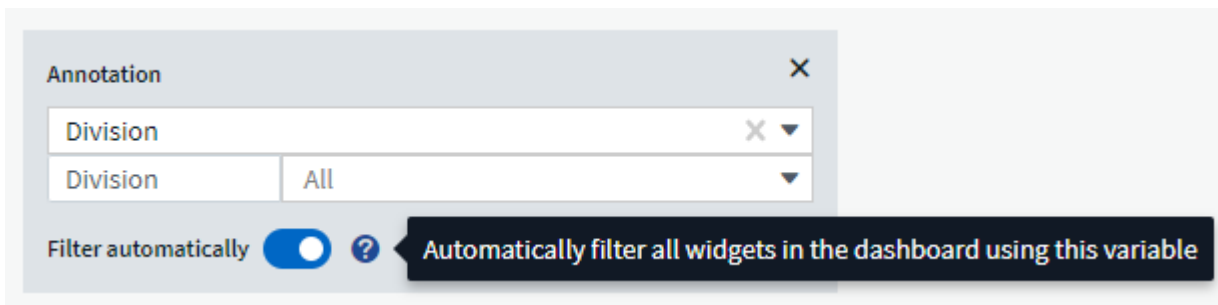 Annotation
Division
Division All
Filter automatically Automatically filter all widgets in the dashboard using this variable